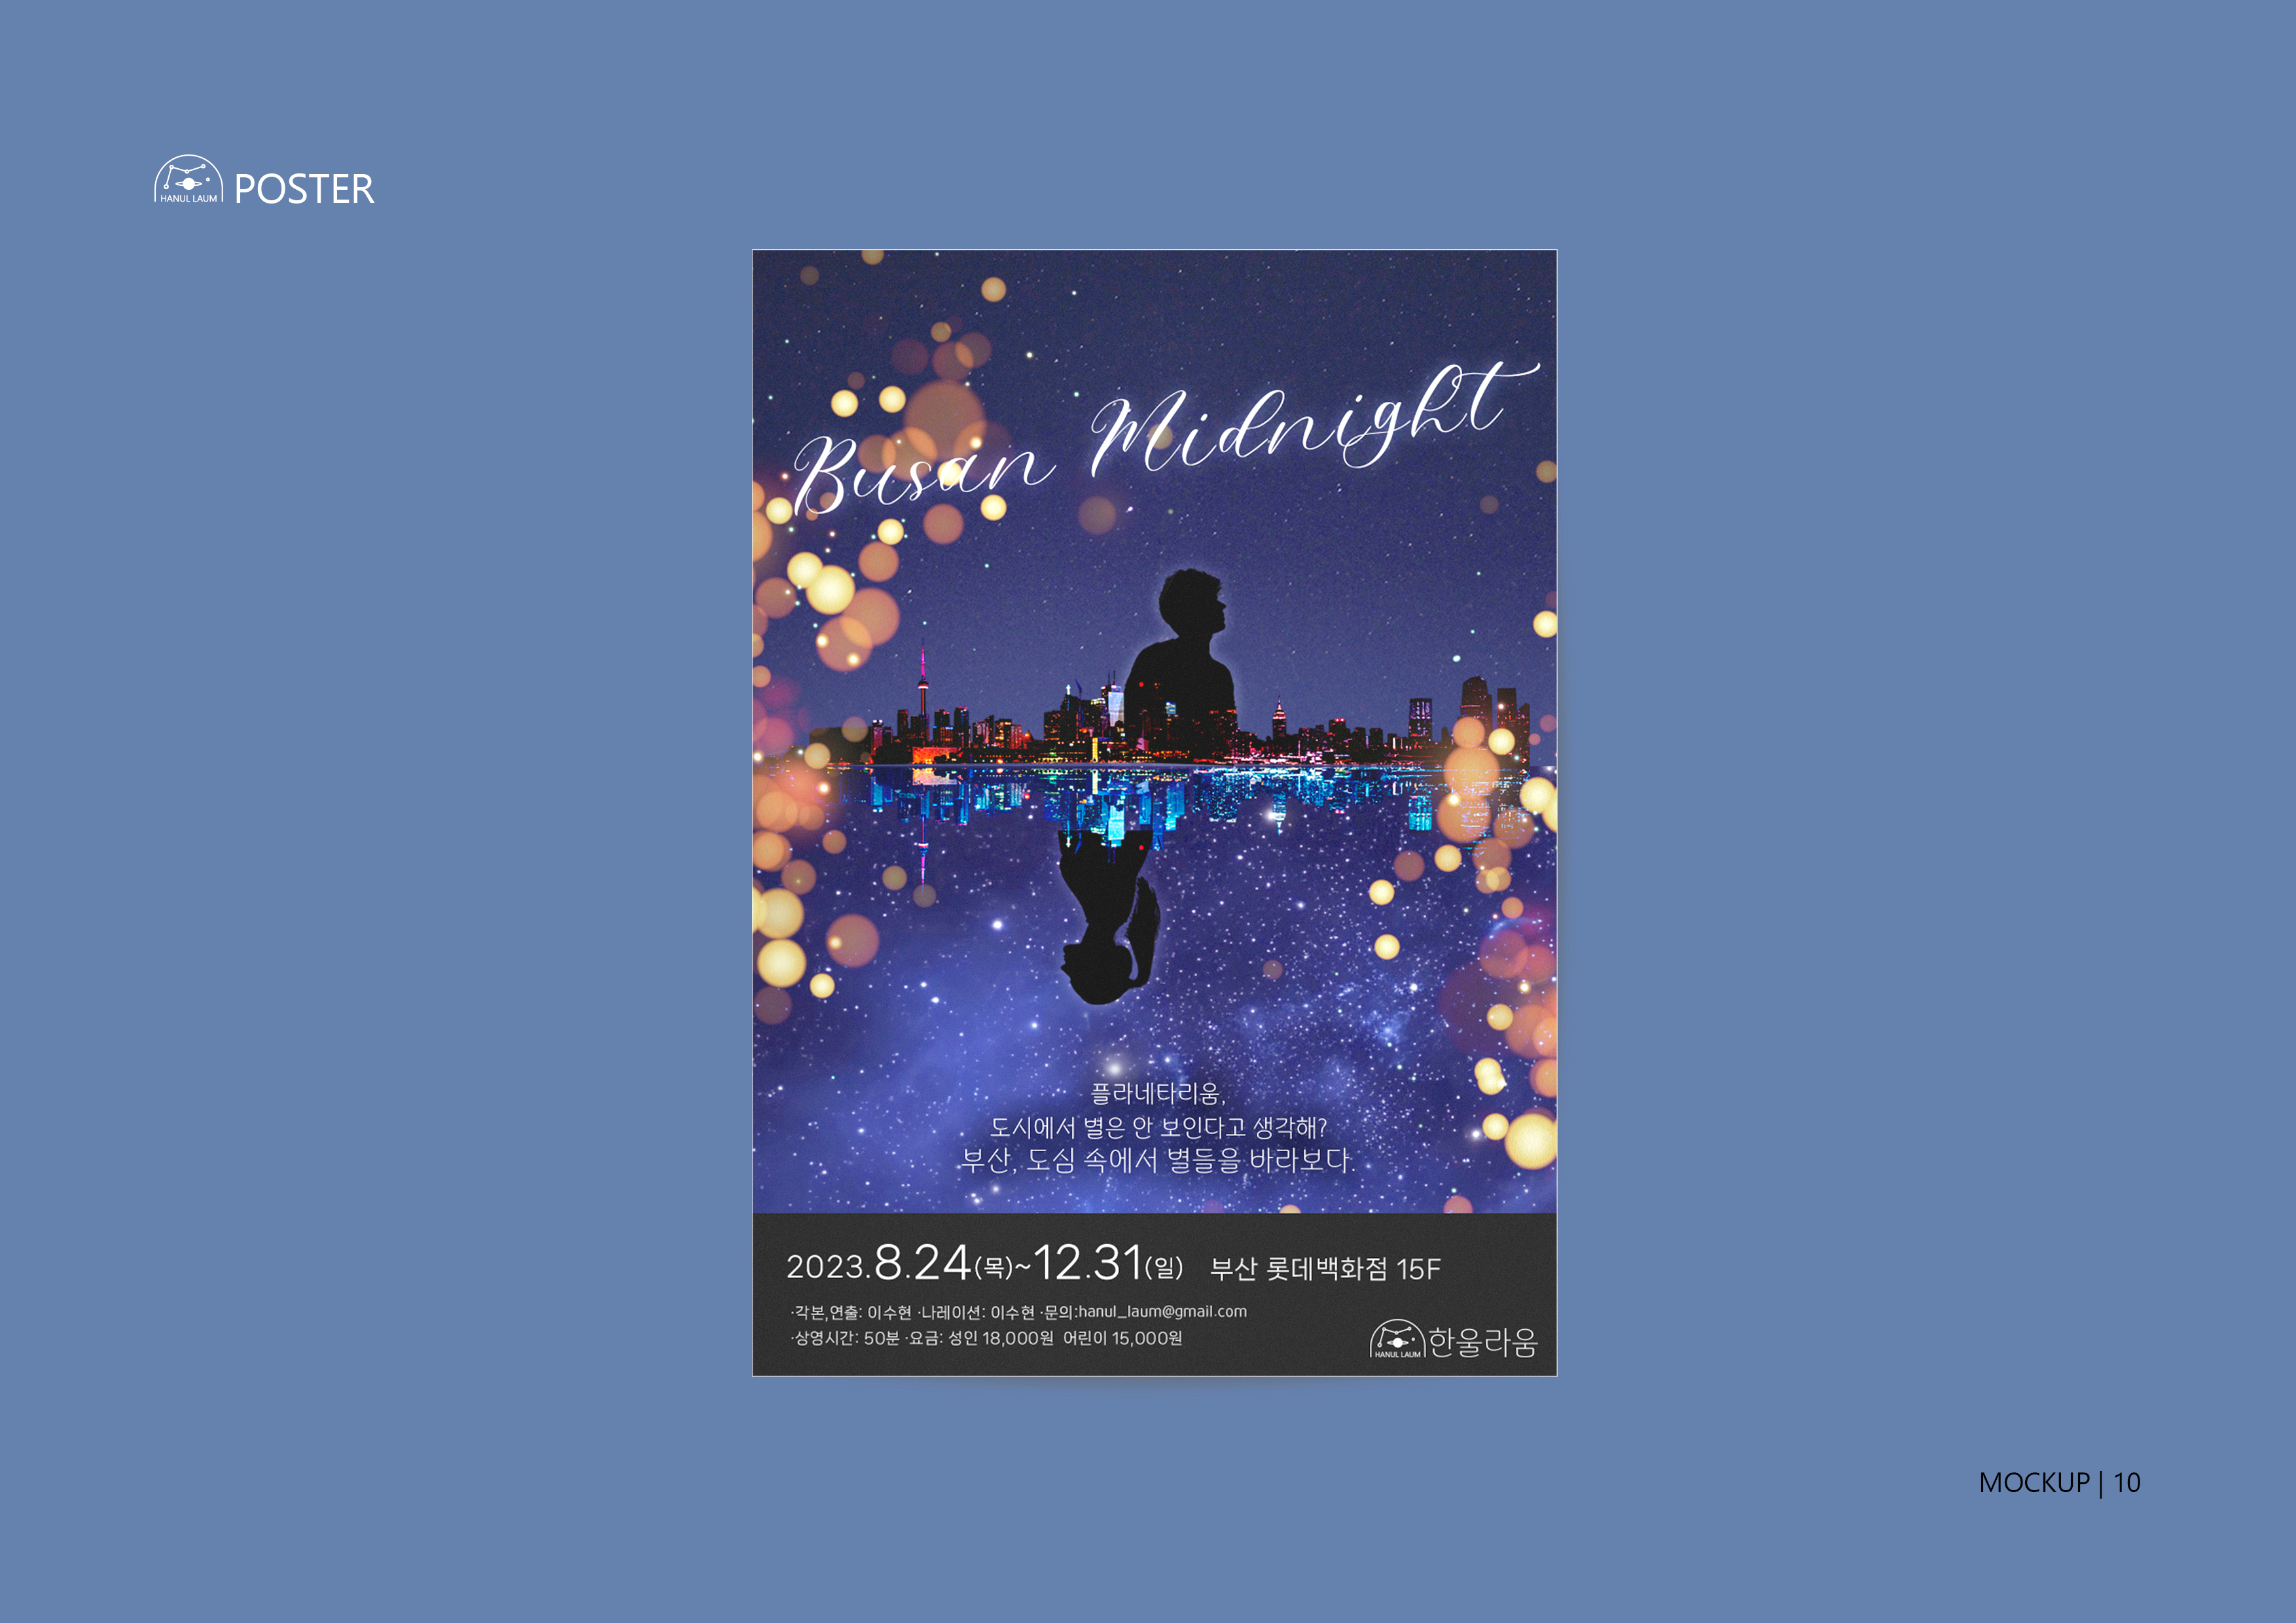 HANUL LAUM POSTER
Busan Midnight
플라네타리움,
도시에서 별은 안 보인다고 생각해?
부산, 도심 속에서 별들을 바라보다.
2023.8.24(목)~12.31(일) 부산 롯데백화점 15F
·각본,연출: 이수현 ·나레이션: 이수현 ·문의:hanul_laum@gmail.com
·상영시간: 50분 ·요금: 성인 18,000원 어린이 15,000원
HANUL LAUM 한울라움
MOCKUP | 10